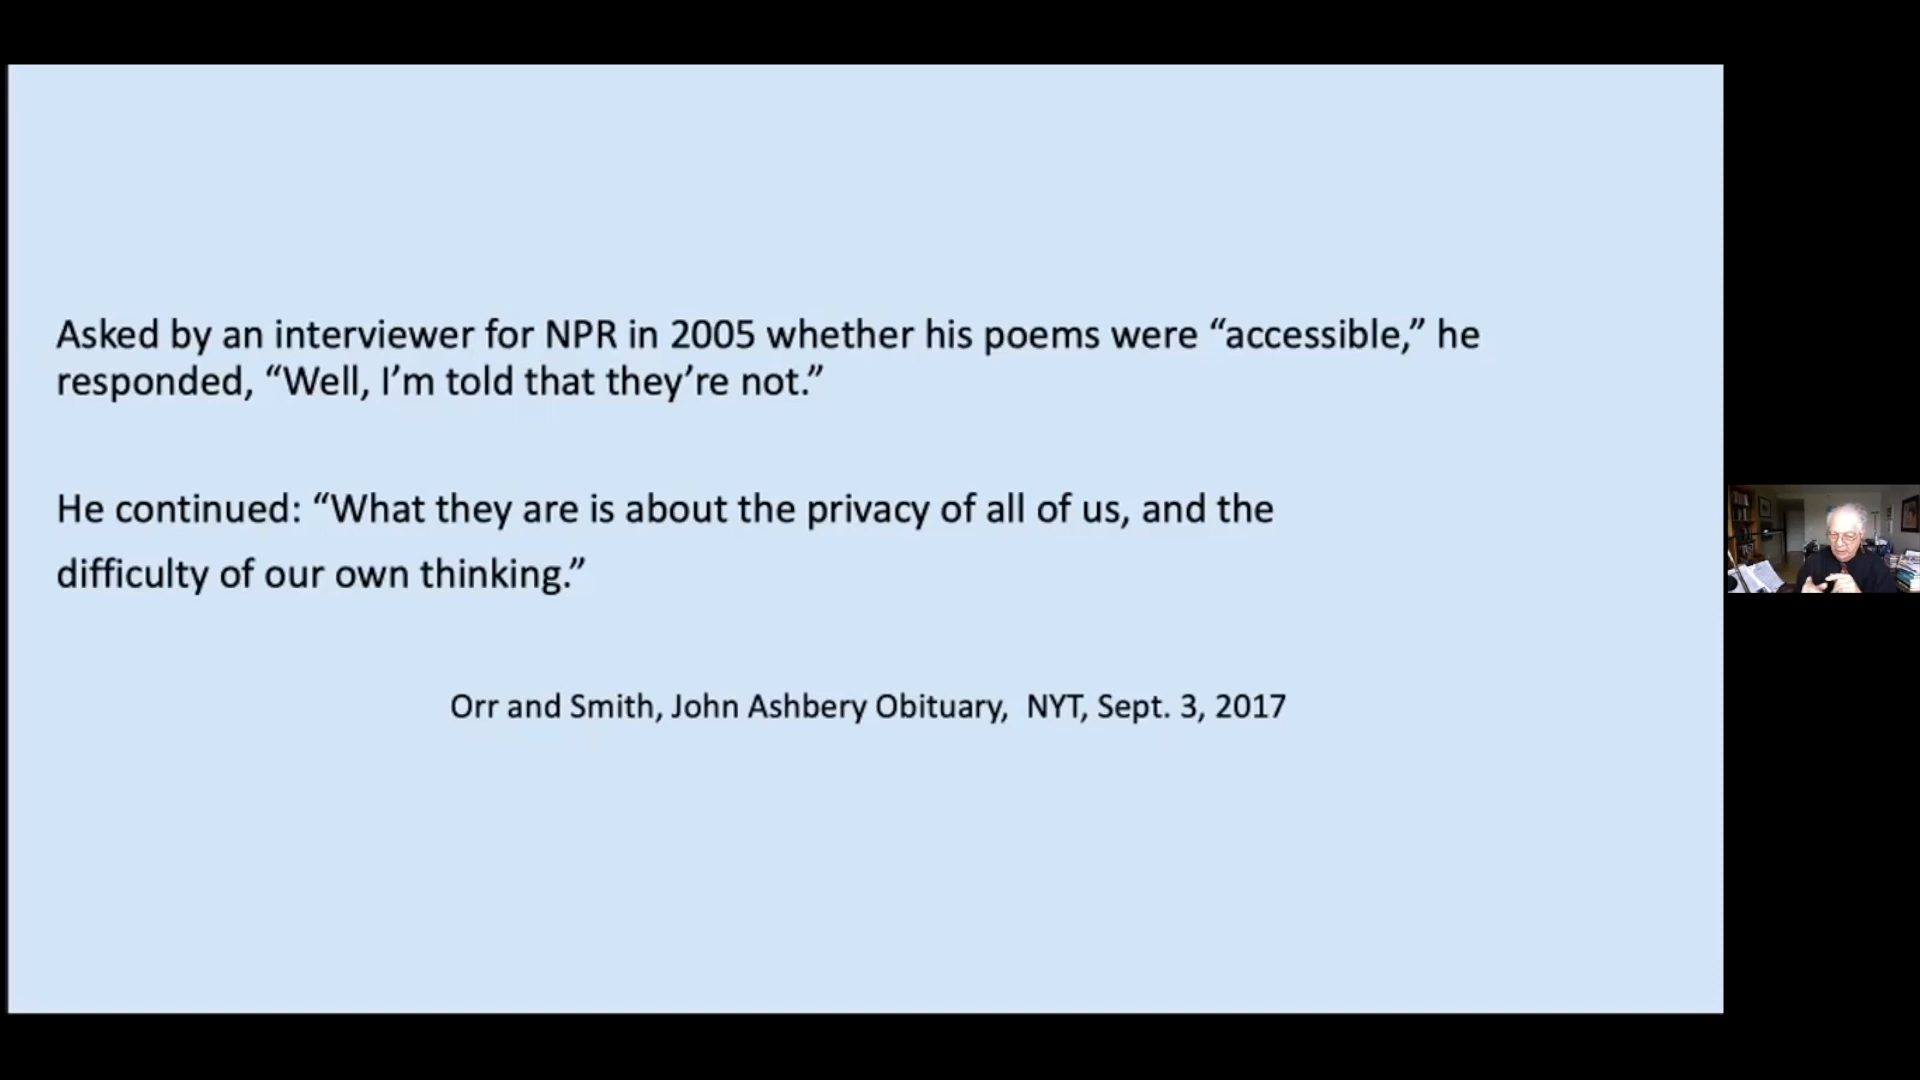 Asked by an interviewer for NPR in 2005 whether his poems were “accessible,” he
responded, “Well, I’m told that they’re not.”
He continued: “What they are is about the privacy of all of us, and the
difficulty of our own thinking.”
Orr and Smith, John Ashbery Obituary,  NYT, Sept. 3, 2017